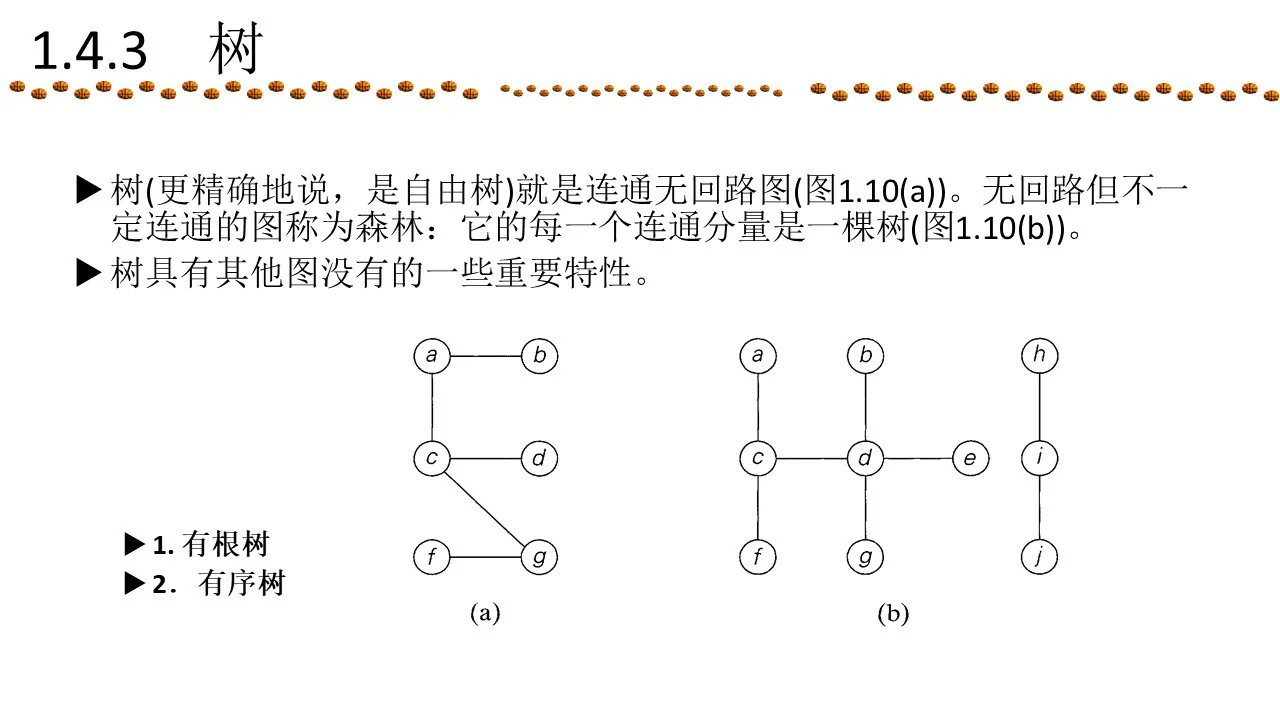 1.4.3 树
▶ 树(更精确地说，是自由树)就是连通无回路图(图1.10(a))。无回路但不一
定连通的图称为森林：它的每一个连通分量是一棵树(图1.10(b))。
▶ 树具有其他图没有的一些重要特性。
a b
c d
f g
(a)
a b h
c d e i
f g j
(b)
▶ 1. 有根树
▶ 2. 有序树